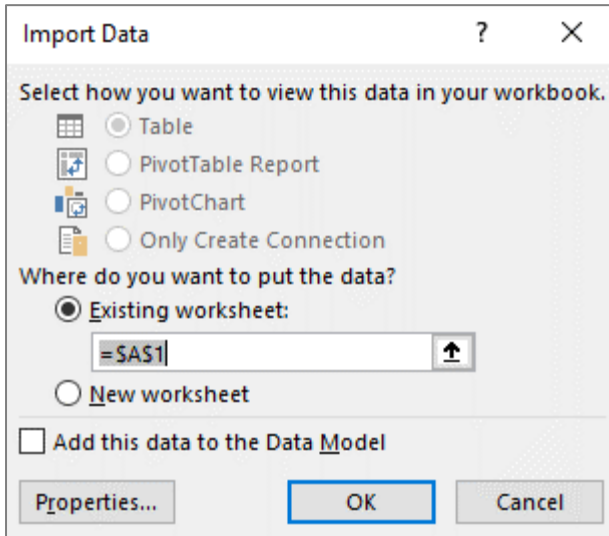 Import Data
?
Select how you want to view this data in your workbook.
Table
PivotTable Report
PivotChart
Only Create Connection
Where do you want to put the data?
Existing worksheet:
=$A$1
New worksheet
Add this data to the Data Model
Properties... OK Cancel